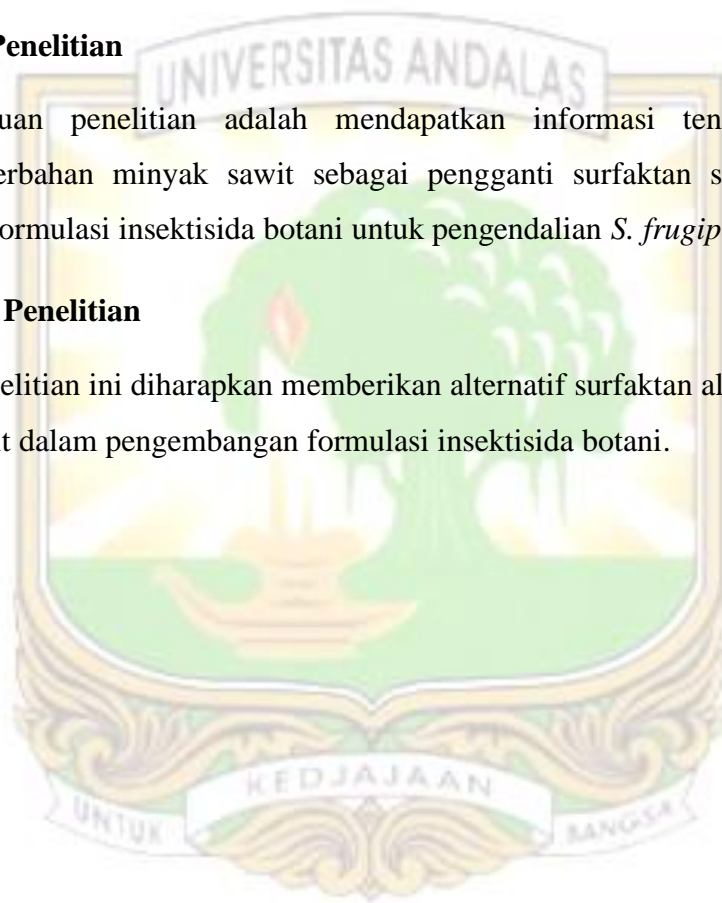 Penelitian
UNIVERSITAS ANDALAS
uan penelitian adalah mendapatkan informasi ten
erbahan minyak sawit sebagai pengganti surfaktan s
ormulasi insektisida botani untuk pengendalian S. frugip
Penelitian
elitian ini diharapkan memberikan alternatif surfaktan al
it dalam pengembangan formulasi insektisida botani.
KEDJAJAAN
UNTUK BANGSA